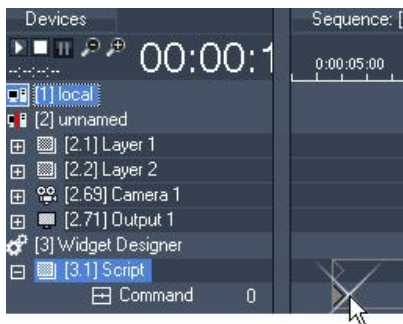 Devices
Sequence: [
00:00:1
0:00:05:00
--:--:--:--
[1] local
[2] unnamed
[2.1] Layer 1
[2.2] Layer 2
[2.69] Camera 1
[2.71] Output 1
[3] Widget Designer
[3.1] Script
Command 0